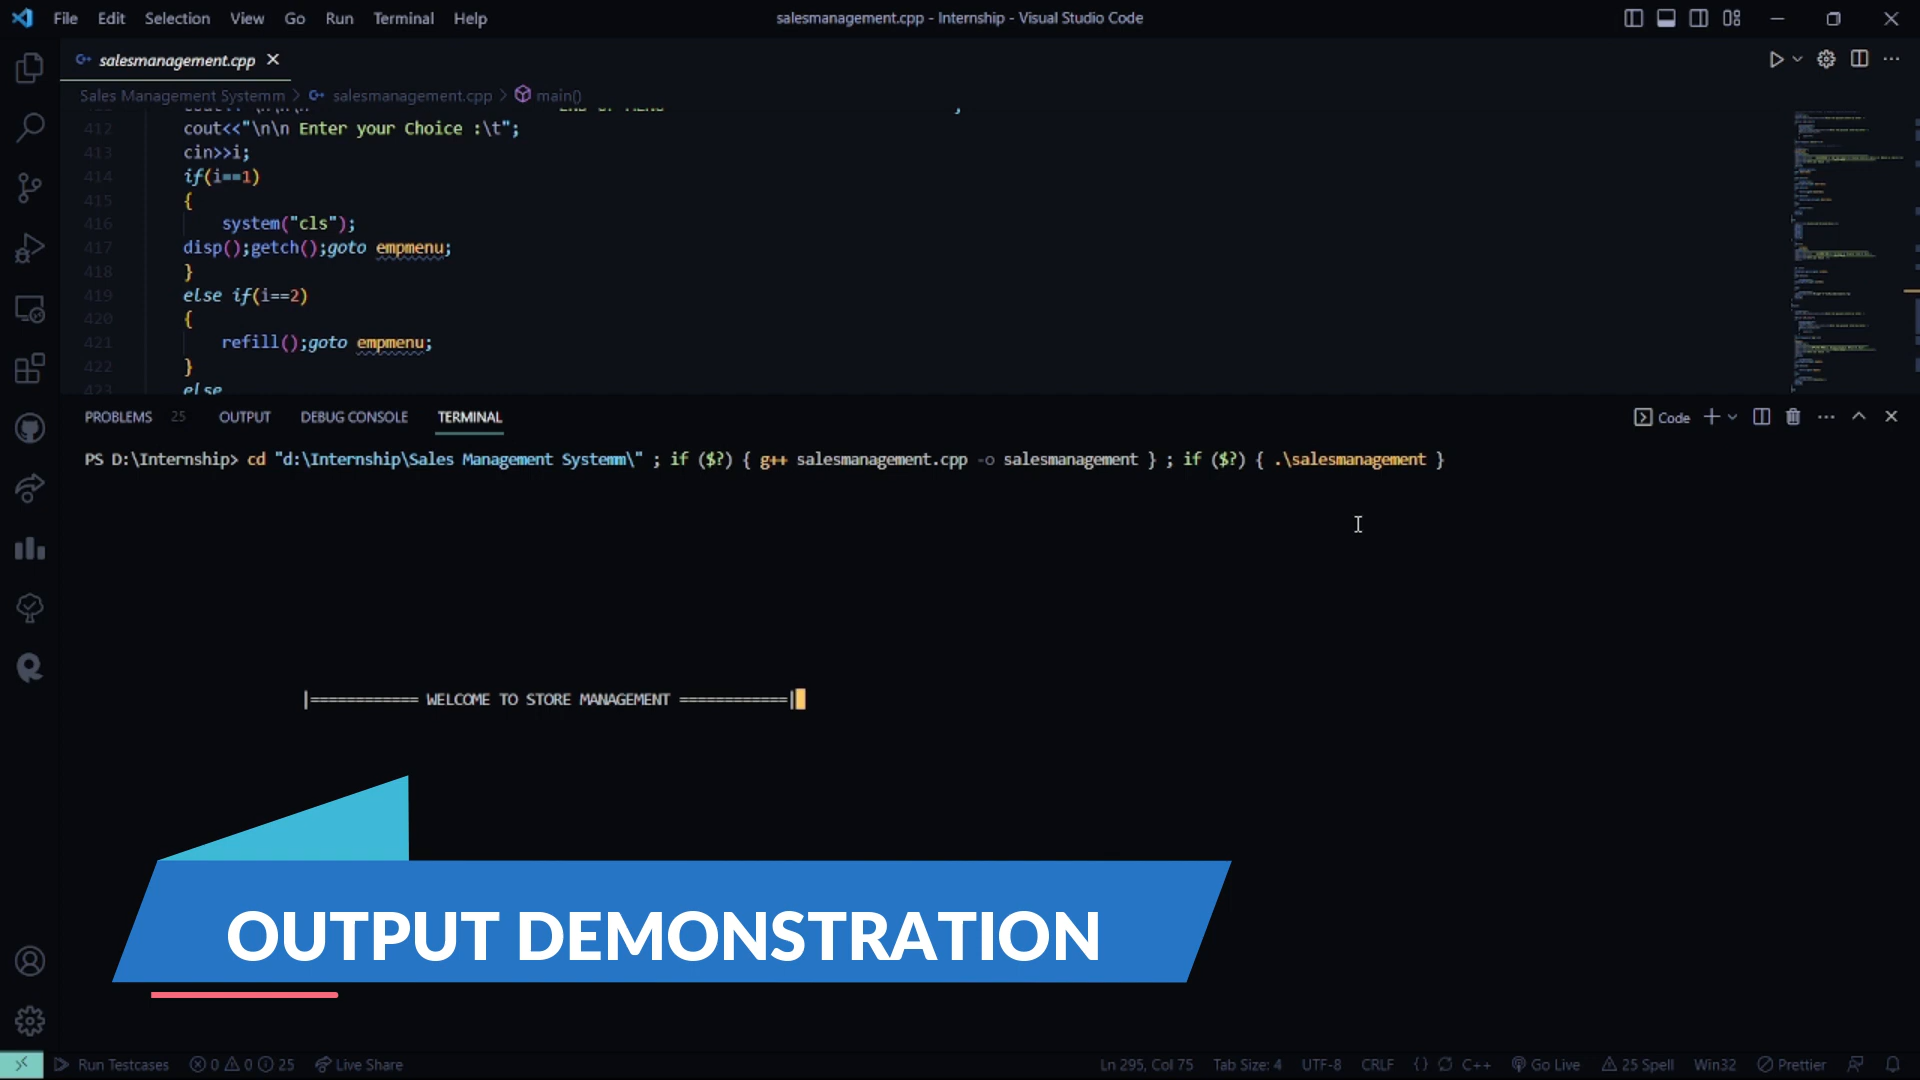 File Edit Selection View Go Run Terminal Help
salesmanagement.cpp - Internship - Visual Studio Code
salesmanagement.cpp
Sales Management Systemm > salesmanagement.cpp > main()
412 cout<<"\n\n Enter your Choice :\t";
413 cin>>i;
414 if(i==1)
415 {
416 system("cls");
417 disp();getch();goto empmenu;
418 }
419 else if(i==2)
420 {
421 refill();goto empmenu;
422 }
423 else
PROBLEMS 25 OUTPUT DEBUG CONSOLE TERMINAL
Code
PS D:\Internship> cd "d:\Internship\Sales Management Systemm\" ; if ($?) { g++ salesmanagement.cpp -o salesmanagement } ; if ($?) { .\salesmanagement }
|============ WELCOME TO STORE MANAGEMENT ============|
OUTPUT DEMONSTRATION
Run Testcases 0 0 25 Live Share
Ln 295, Col 75 Tab Size: 4 UTF-8 CRLF {} C++ Go Live 25 Spell Win32 Prettier